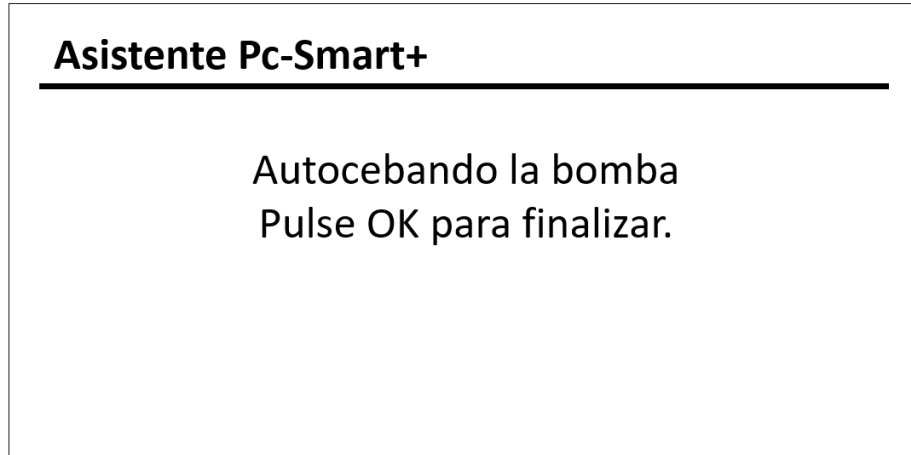 Asistente Pc-Smart+
Autocebando la bomba
Pulse OK para finalizar.